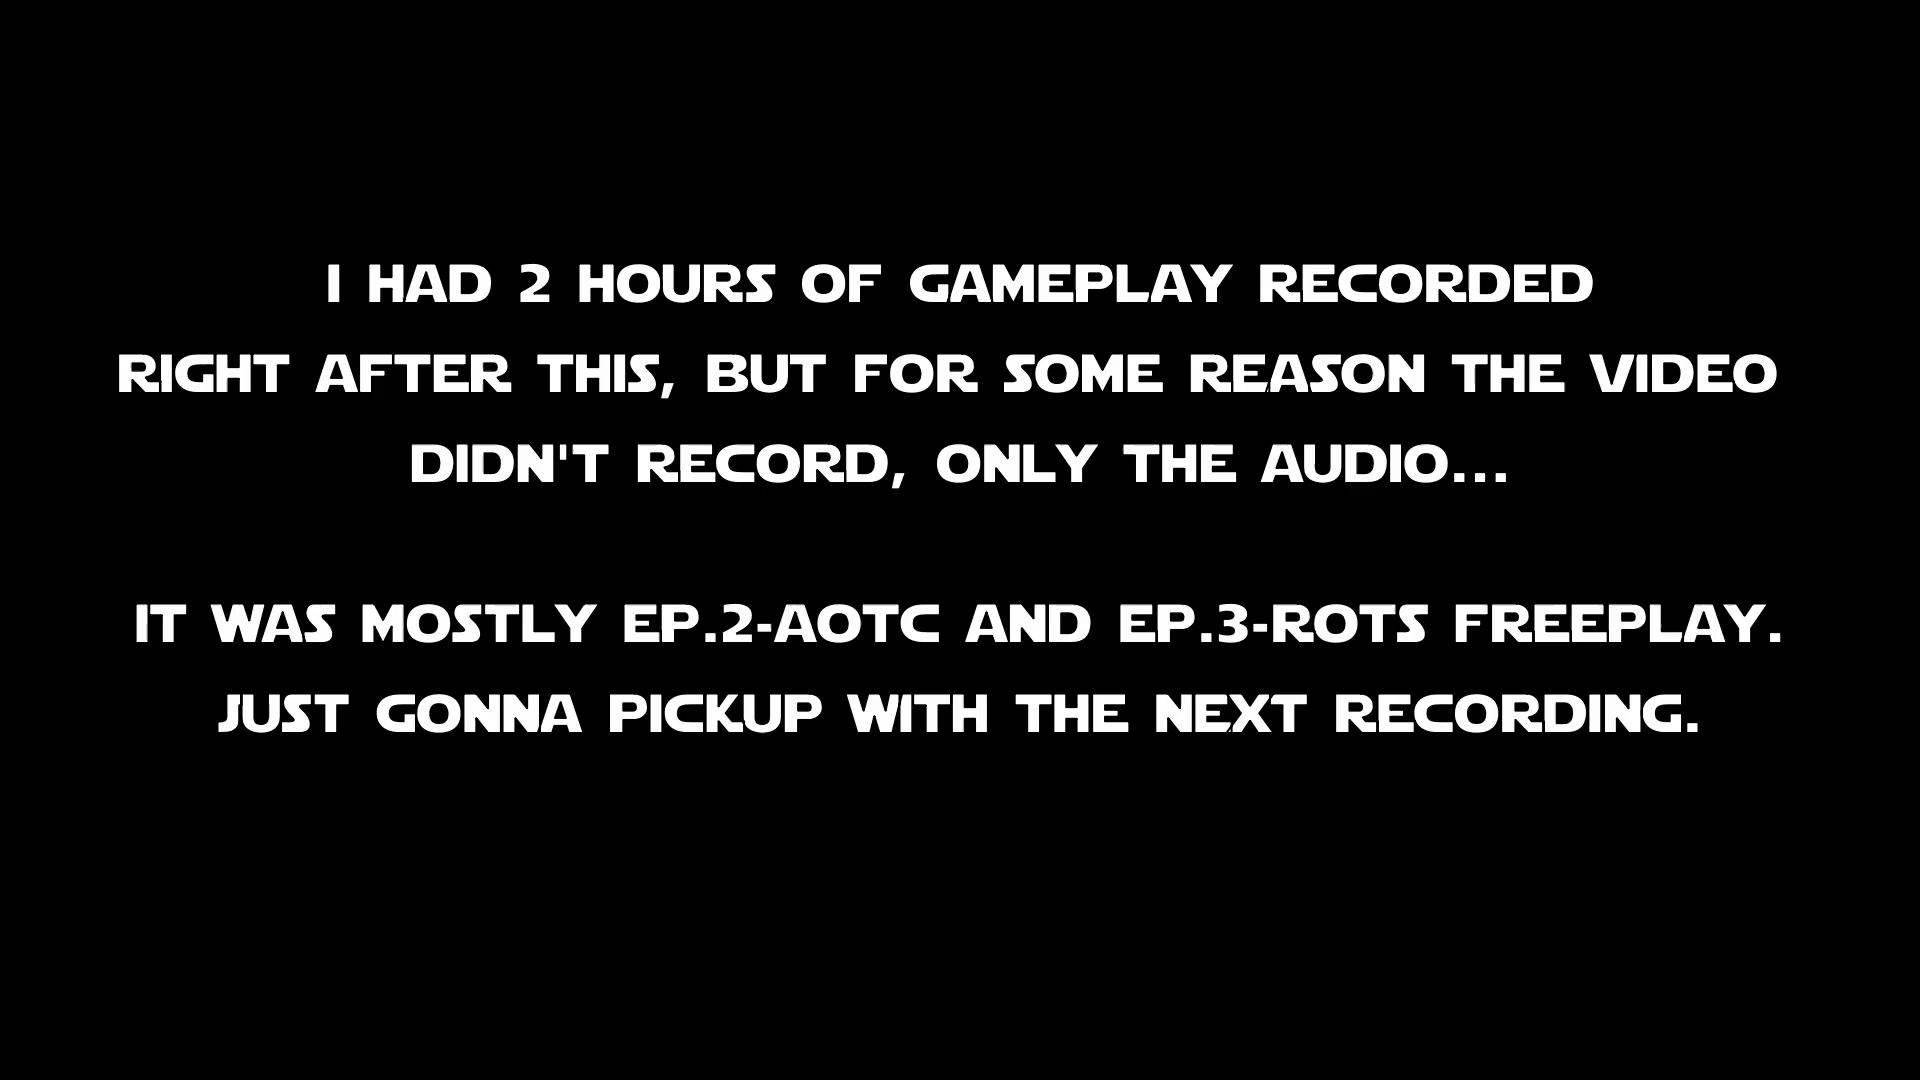 I HAD 2 HOURS OF GAMEPLAY RECORDED
RIGHT AFTER THIS, BUT FOR SOME REASON THE VIDEO
DIDN'T RECORD, ONLY THE AUDIO...
IT WAS MOSTLY EP.2-AOTC AND EP.3-ROTS FREEPLAY.
JUST GONNA PICKUP WITH THE NEXT RECORDING.